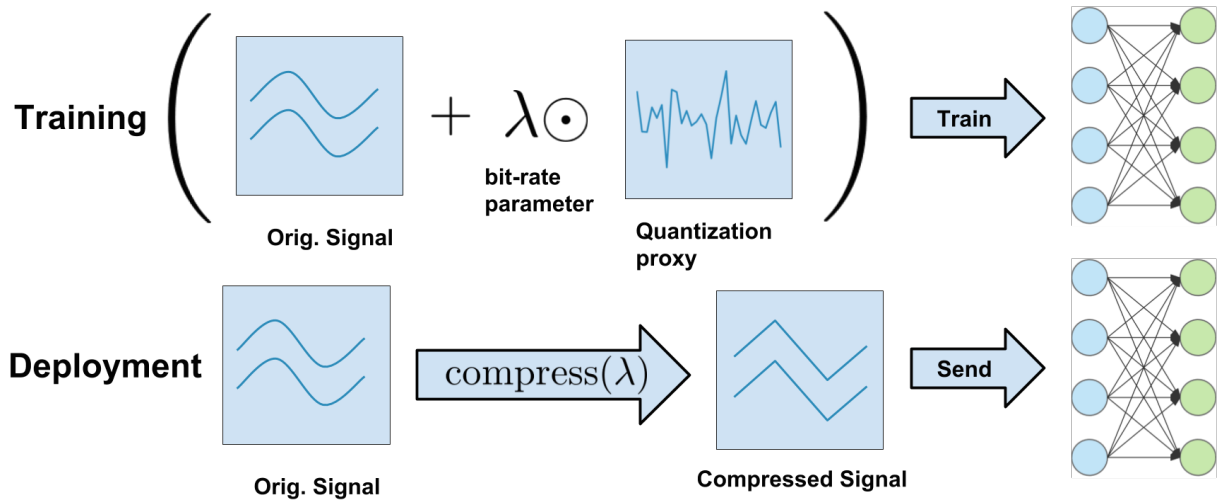 Training
+ λ⊙
bit-rate
parameter
Orig. Signal
Quantization
proxy
Train
Deployment
Orig. Signal
compress(λ)
Compressed Signal
Send